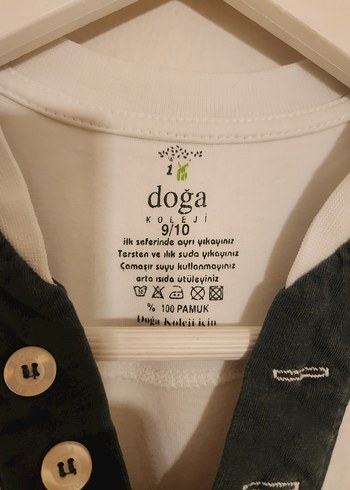 1
doğa
KOLEJİ
9/10
ilk seferinde ayrı yıkayınız
Tersten ve ılık suda yıkayınız
Çamaşır suyu kullanmayınız
orta ısıda ütüleyiniz
% 100 PAMUK
Doğa Koleji için